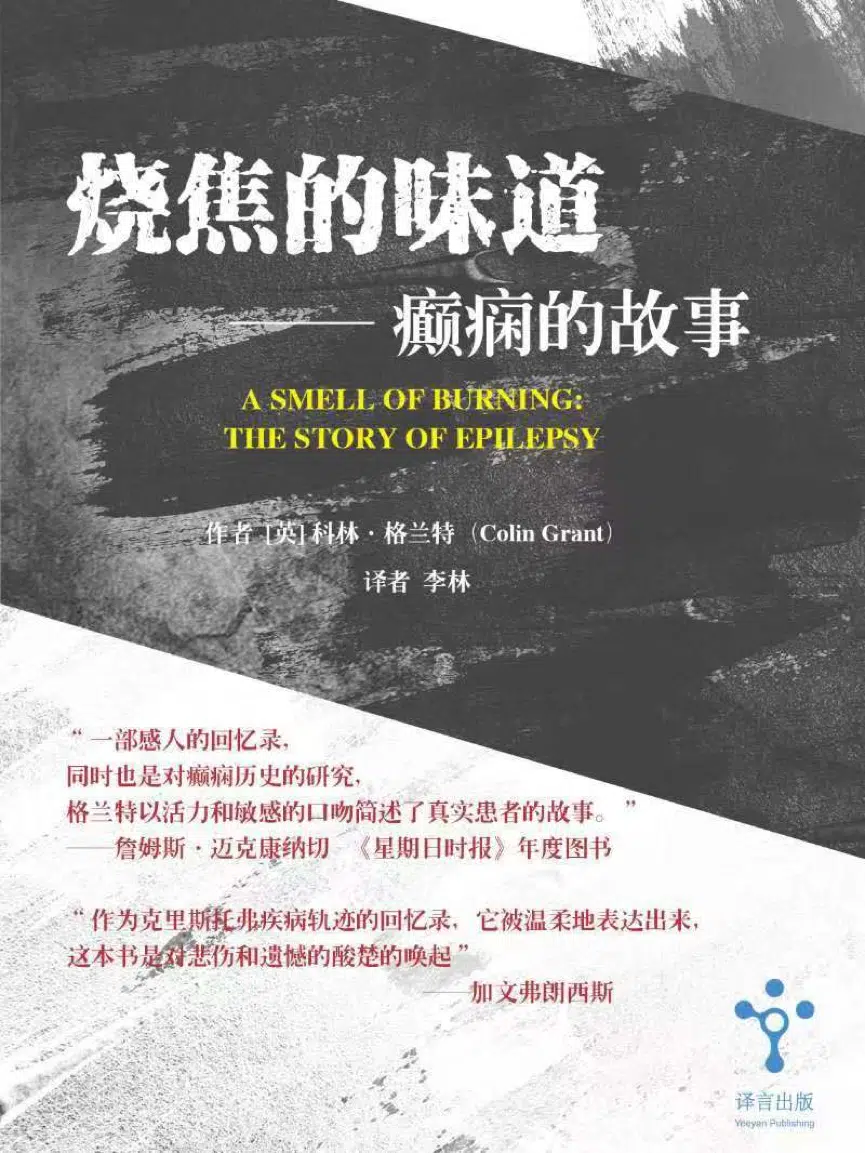 烧焦的味道
——癫痫的故事
A SMELL OF BURNING:
THE STORY OF EPILEPSY
作者 [英] 科林·格兰特（Colin Grant）
译者 李林
“一部感人的回忆录，
同时也是对癫痫历史的研究，
格兰特以活力和敏感的口吻简述了真实患者的故事。”
——詹姆斯·迈克康纳切 《星期日时报》年度图书
“作为克里斯托弗疾病轨迹的回忆录，它被温柔地表达出来，
这本书是对悲伤和遗憾的酸楚的唤起”
——加文弗朗西斯
译言出版
Yeeyan Publishing